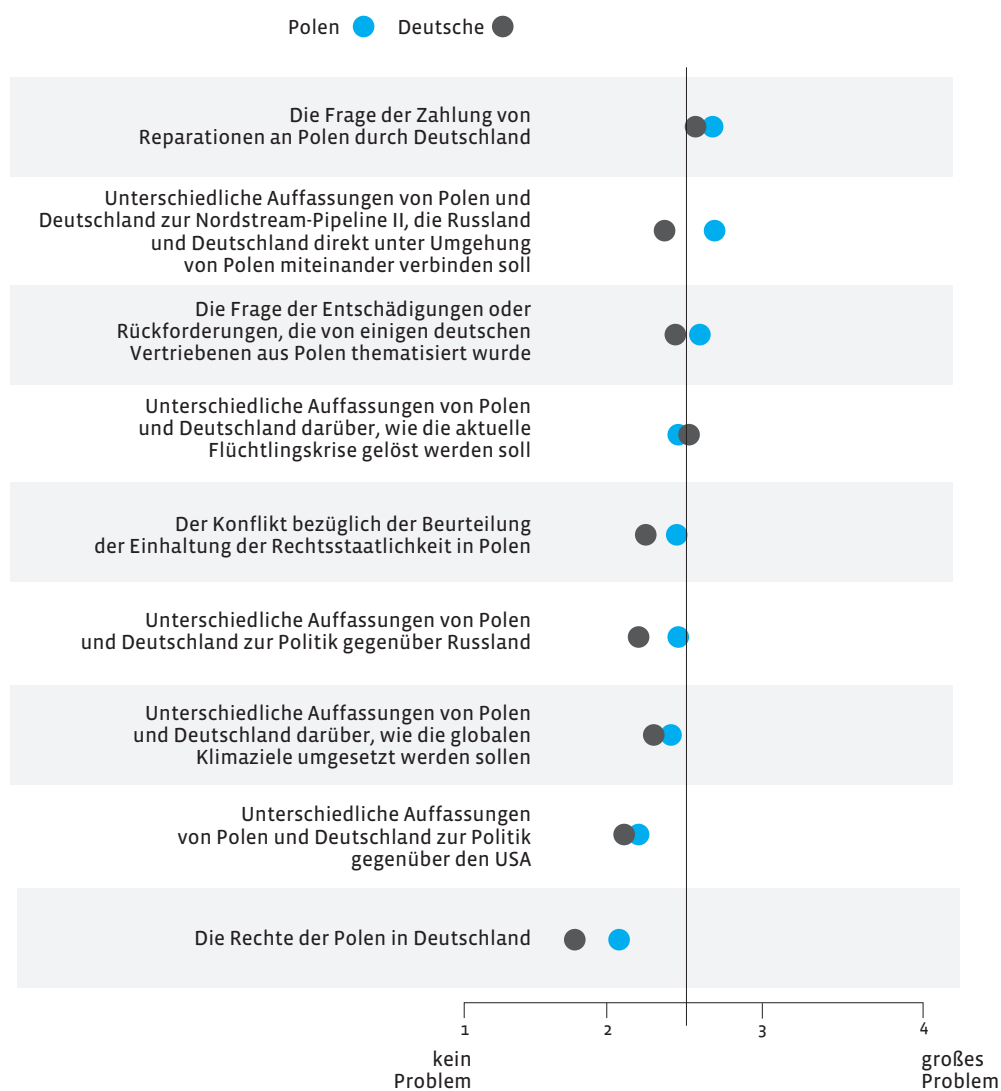 Polen Deutsche
Die Frage der Zahlung von
Reparationen an Polen durch Deutschland
Unterschiedliche Auffassungen von Polen und
Deutschland zur Nordstream-Pipeline II, die Russland
und Deutschland direkt unter Umgehung
von Polen miteinander verbinden soll
Die Frage der Entschädigungen oder
Rückforderungen, die von einigen deutschen
Vertriebenen aus Polen thematisiert wurde
Unterschiedliche Auffassungen von Polen
und Deutschland darüber, wie die aktuelle
Flüchtlingskrise gelöst werden soll
Der Konflikt bezüglich der Beurteilung
der Einhaltung der Rechtsstaatlichkeit in Polen
Unterschiedliche Auffassungen von Polen
und Deutschland zur Politik gegenüber Russland
Unterschiedliche Auffassungen von Polen
und Deutschland darüber, wie die globalen
Klimaziele umgesetzt werden sollen
Unterschiedliche Auffassungen
von Polen und Deutschland zur Politik
gegenüber den USA
Die Rechte der Polen in Deutschland
1 2 3 4
kein
Problem
großes
Problem